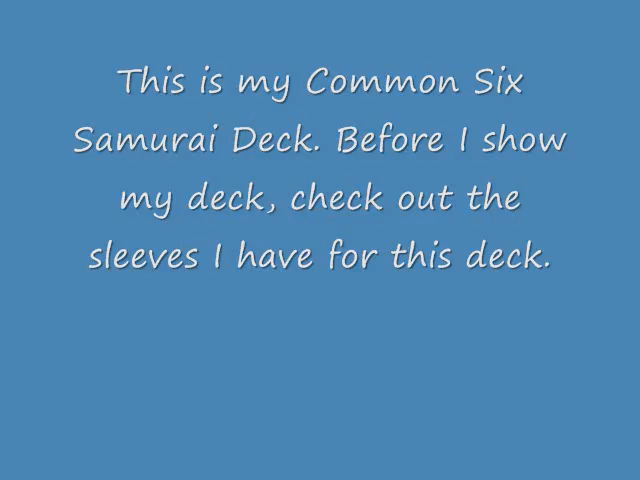 This is my Common Six
Samurai Deck. Before I show
my deck, check out the
sleeves I have for this deck.